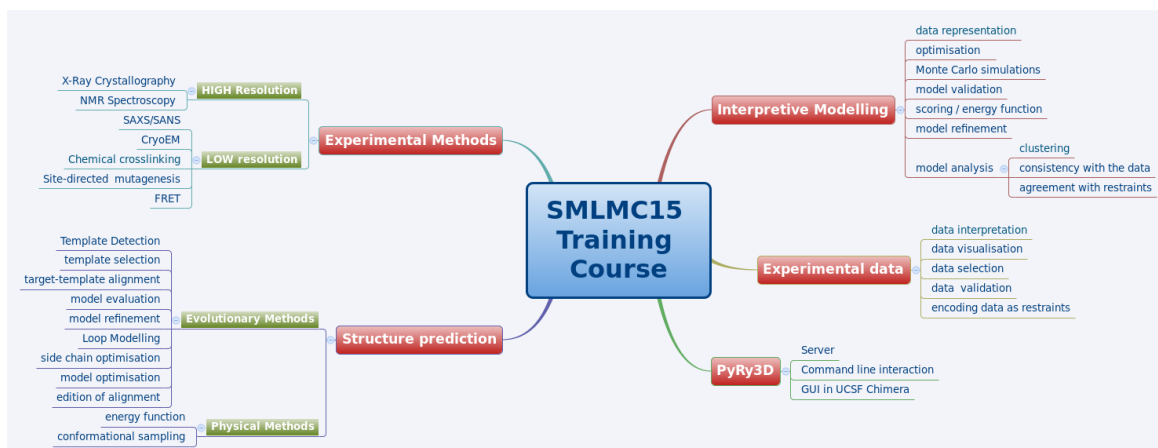 SMLMC15
Training
Course
Experimental Methods
HIGH Resolution
X-Ray Crystallography
NMR Spectroscopy
LOW resolution
SAXS/SANS
CryoEM
Chemical crosslinking
Site-directed mutagenesis
FRET
Structure prediction
Evolutionary Methods
Template Detection
template selection
target-template alignment
model evaluation
model refinement
Loop Modelling
side chain optimisation
model optimisation
edition of alignment
Physical Methods
energy function
conformational sampling
Interpretive Modelling
data representation
optimisation
Monte Carlo simulations
model validation
scoring / energy function
model refinement
model analysis
clustering
consistency with the data
agreement with restraints
Experimental data
data interpretation
data visualisation
data selection
data validation
encoding data as restraints
PyRy3D
Server
Command line interaction
GUI in UCSF Chimera